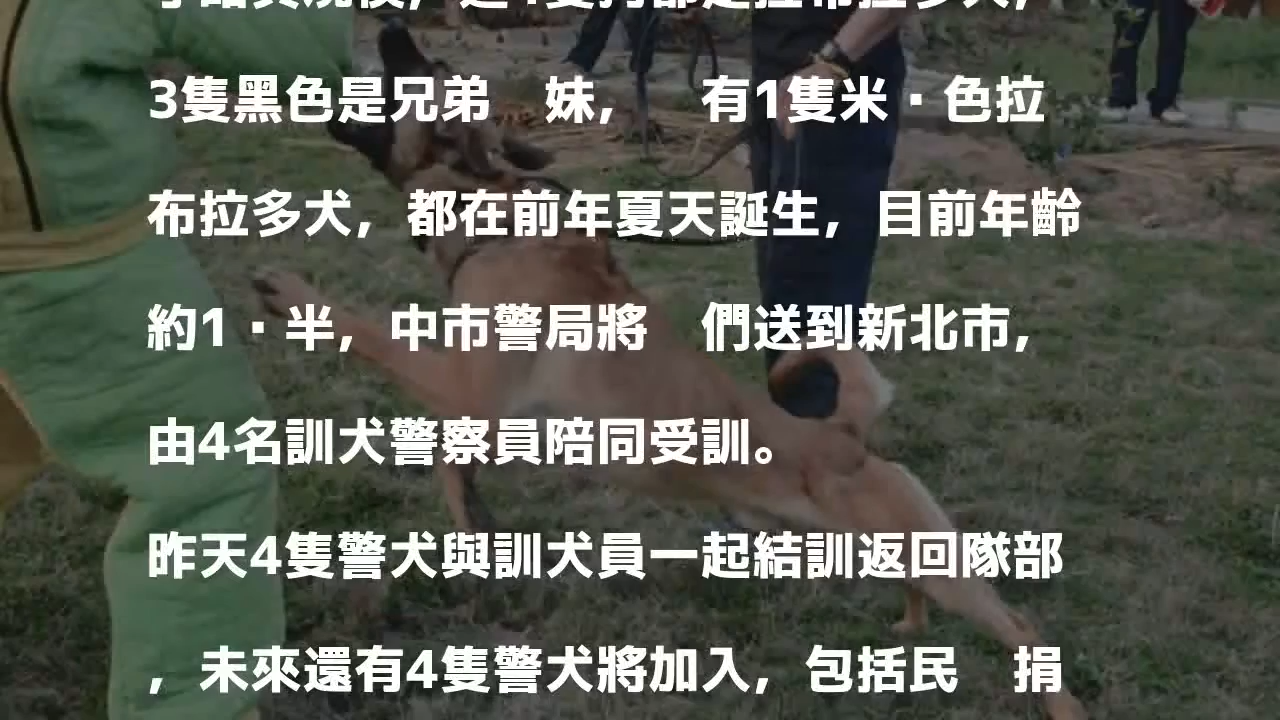 3隻黑色是兄弟 妹, 有1隻米·色拉
布拉多犬, 都在前年夏天誕生, 目前年齡
約1·半, 中市警局將 們送到新北市,
由4名訓犬警察員陪同受訓。
昨天4隻警犬與訓犬員一起結訓返回隊部
, 未來還有4隻警犬將加入, 包括民 捐